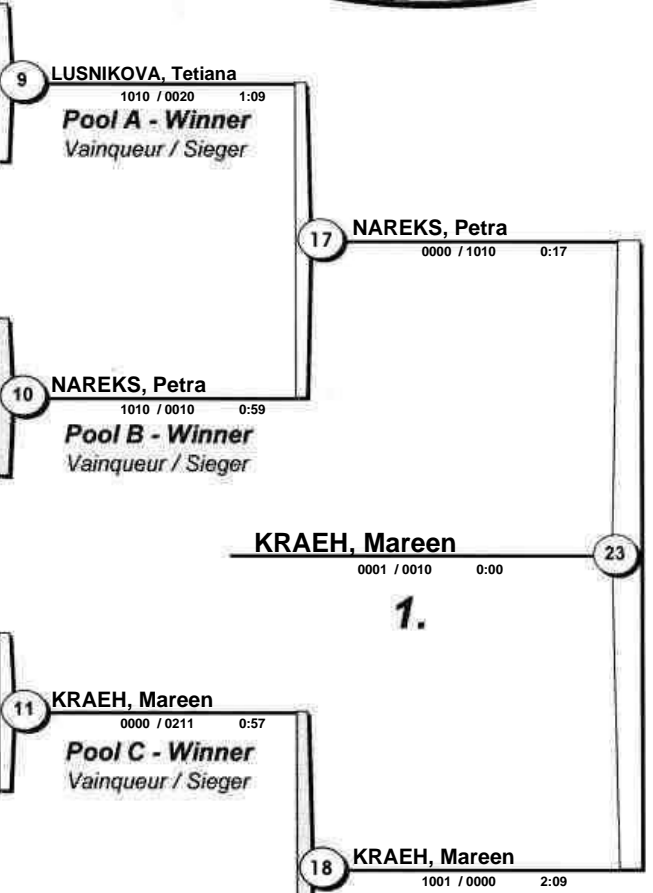 9
LUSNIKOVA, Tetiana
1010 / 0020 1:09
Pool A - Winner
Vainqueur / Sieger
17
NAREKS, Petra
0000 / 1010 0:17
10
NAREKS, Petra
1010 / 0010 0:59
Pool B - Winner
Vainqueur / Sieger
KRAEH, Mareen
23
0001 / 0010 0:00
1.
11
KRAEH, Mareen
0000 / 0211 0:57
Pool C - Winner
Vainqueur / Sieger
18
KRAEH, Mareen
1001 / 0000 2:09